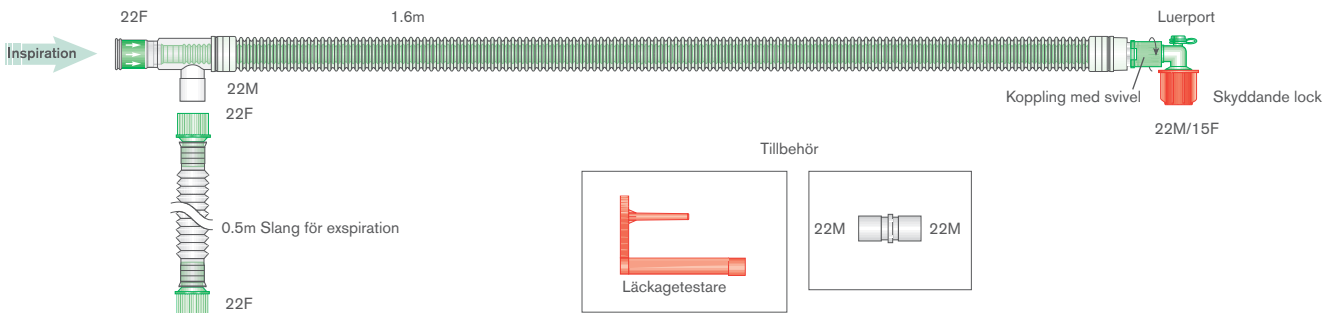 22F
1.6m
Luerport
Inspiration
22M
Koppling med svivel
Skyddande lock
22F
22M/15F
Tillbehör
0.5m Slang för exspiration
22M
22M
Läckagetestare
22F